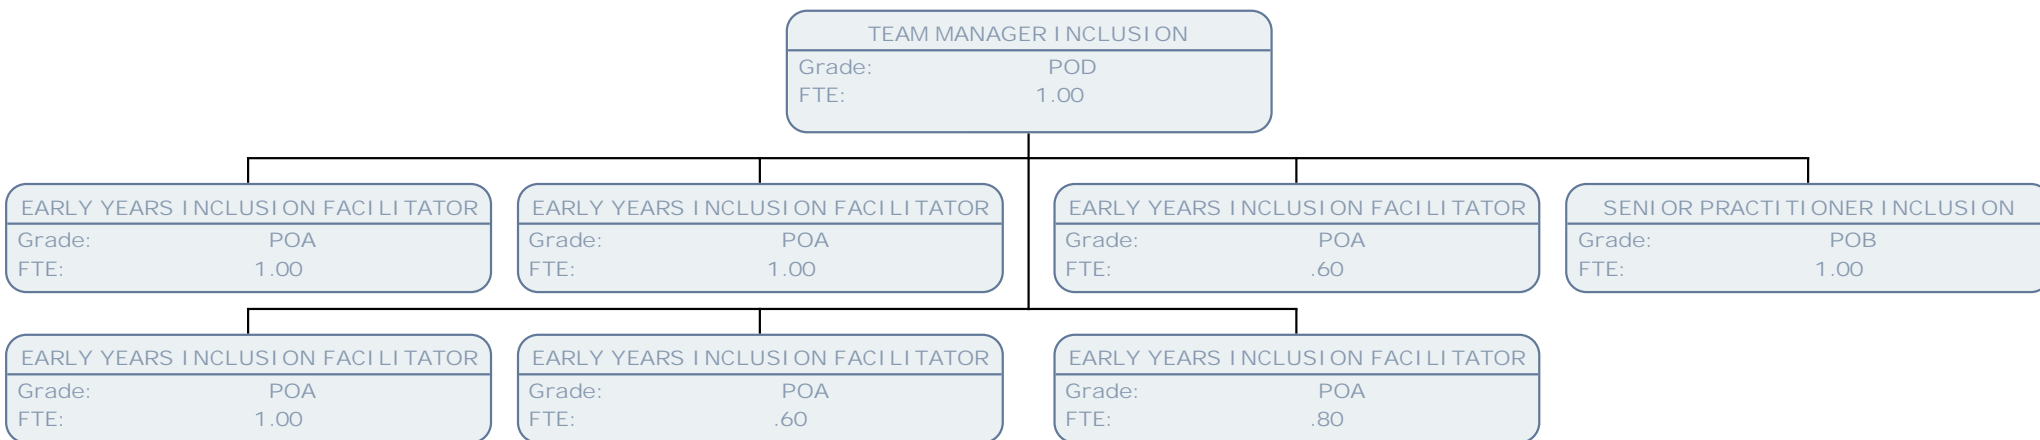 TEAM MANAGER INCLUSION
Grade: POD
FTE: 1.00
EARLY YEARS INCLUSION FACILITATOR
Grade: POA
FTE: 1.00
EARLY YEARS INCLUSION FACILITATOR
Grade: POA
FTE: 1.00
EARLY YEARS INCLUSION FACILITATOR
Grade: POA
FTE: .60
SENIOR PRACTITIONER INCLUSION
Grade: POB
FTE: 1.00
EARLY YEARS INCLUSION FACILITATOR
Grade: POA
FTE: 1.00
EARLY YEARS INCLUSION FACILITATOR
Grade: POA
FTE: .60
EARLY YEARS INCLUSION FACILITATOR
Grade: POA
FTE: .80